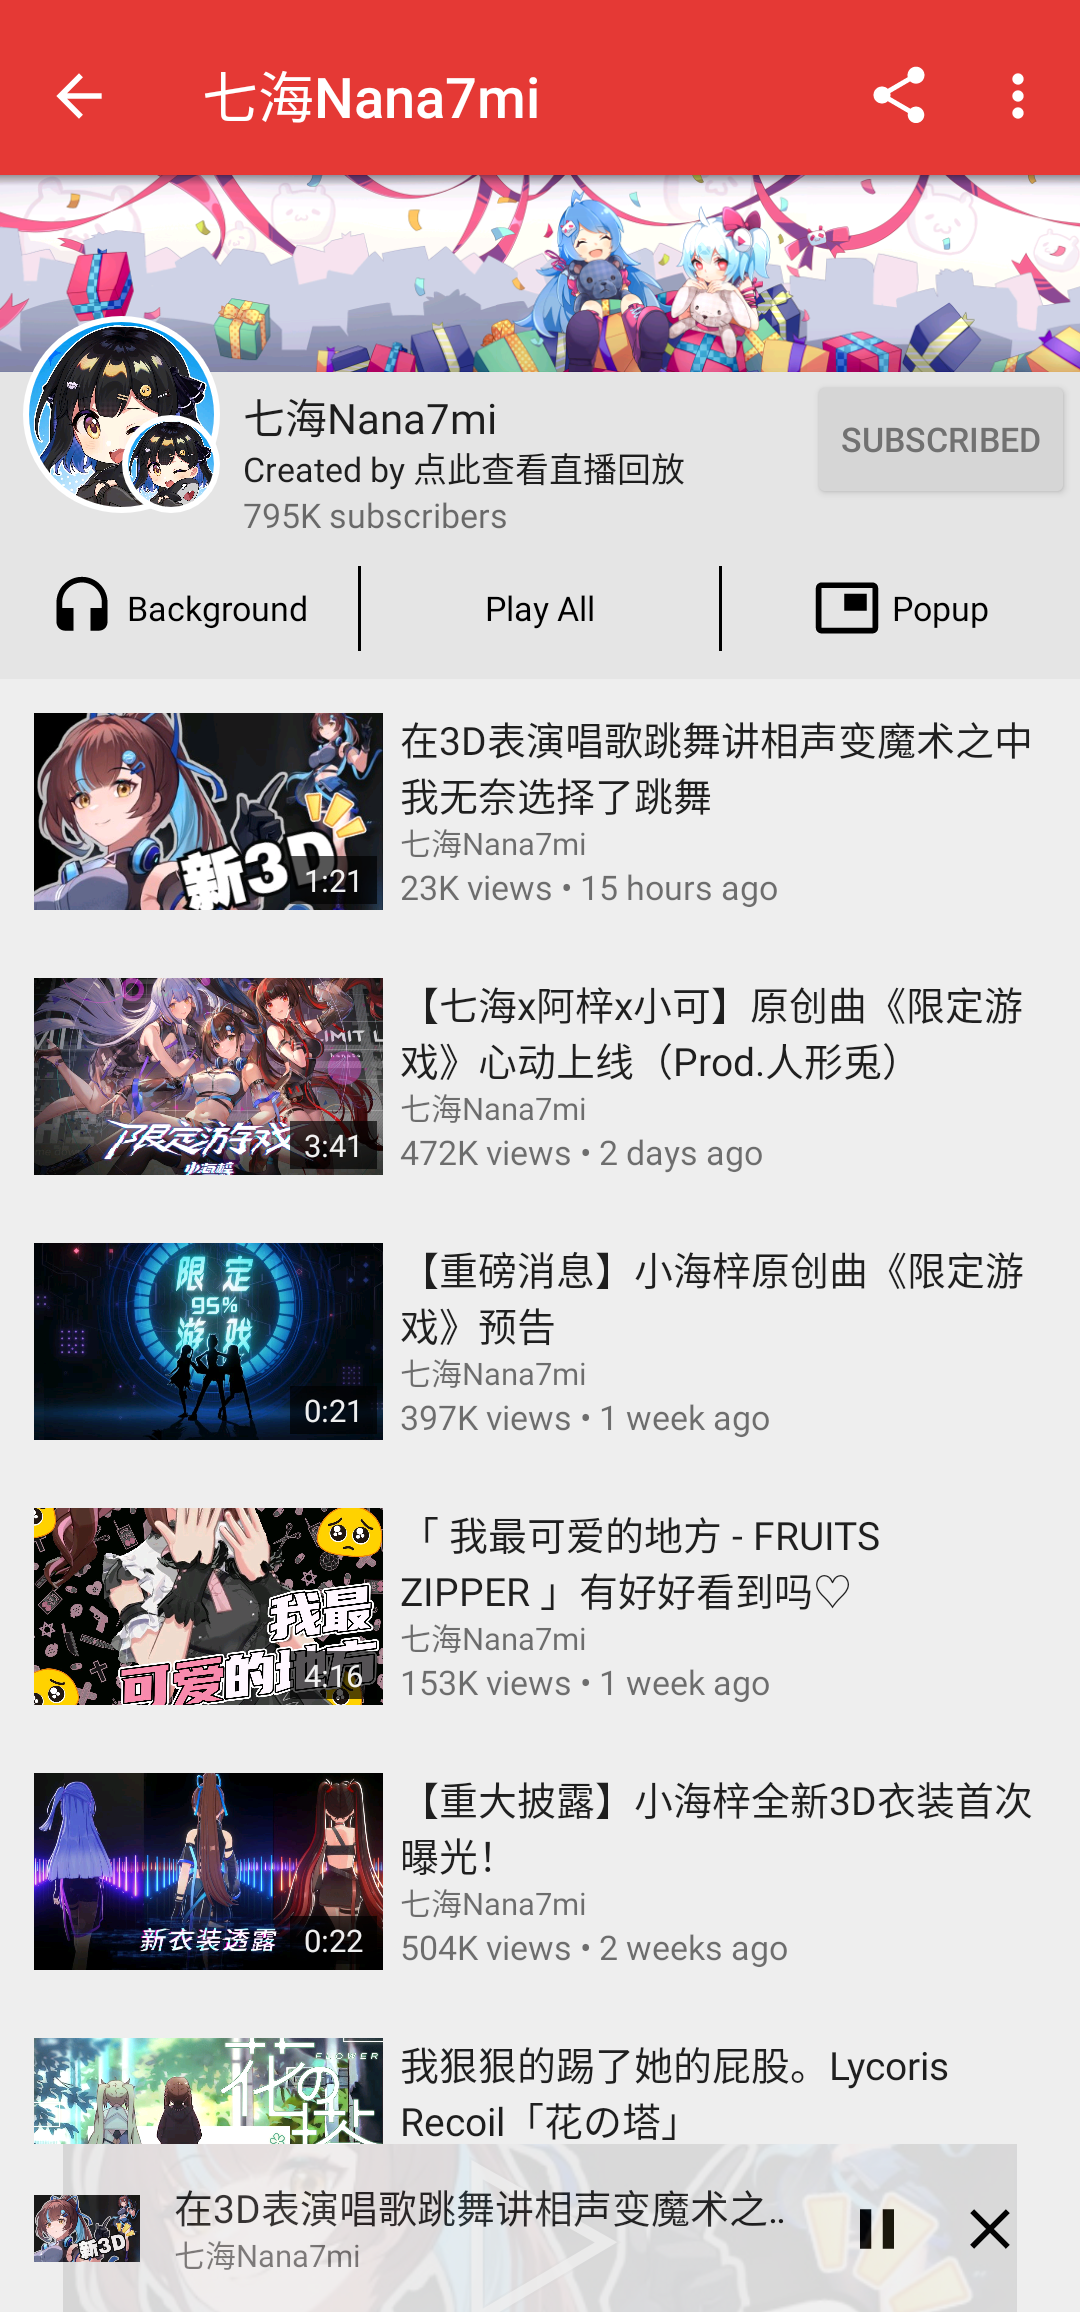 七海Nana7mi
七海Nana7mi
Created by 点此查看直播回放
795K subscribers
SUBSCRIBED
Background
Play All
Popup
新3D
1:21
在3D表演唱歌跳舞讲相声变魔术之中
我无奈选择了跳舞
七海Nana7mi
23K views • 15 hours ago
限定游戏
小海梓
3:41
【七海x阿梓x小可】原创曲《限定游
戏》心动上线（Prod.人形兎）
七海Nana7mi
472K views • 2 days ago
限定
95%
游戏
0:21
【重磅消息】小海梓原创曲《限定游
戏》预告
七海Nana7mi
397K views • 1 week ago
我最
可爱的地方
4:16
「 我最可爱的地方 - FRUITS
ZIPPER 」有好好看到吗♡
七海Nana7mi
153K views • 1 week ago
新衣装透露
0:22
【重大披露】小海梓全新3D衣装首次
曝光！
七海Nana7mi
504K views • 2 weeks ago
花の塔
FLOWER
我狠狠的踢了她的屁股。Lycoris
Recoil「花の塔」
新3D
在3D表演唱歌跳舞讲相声变魔术之..
七海Nana7mi